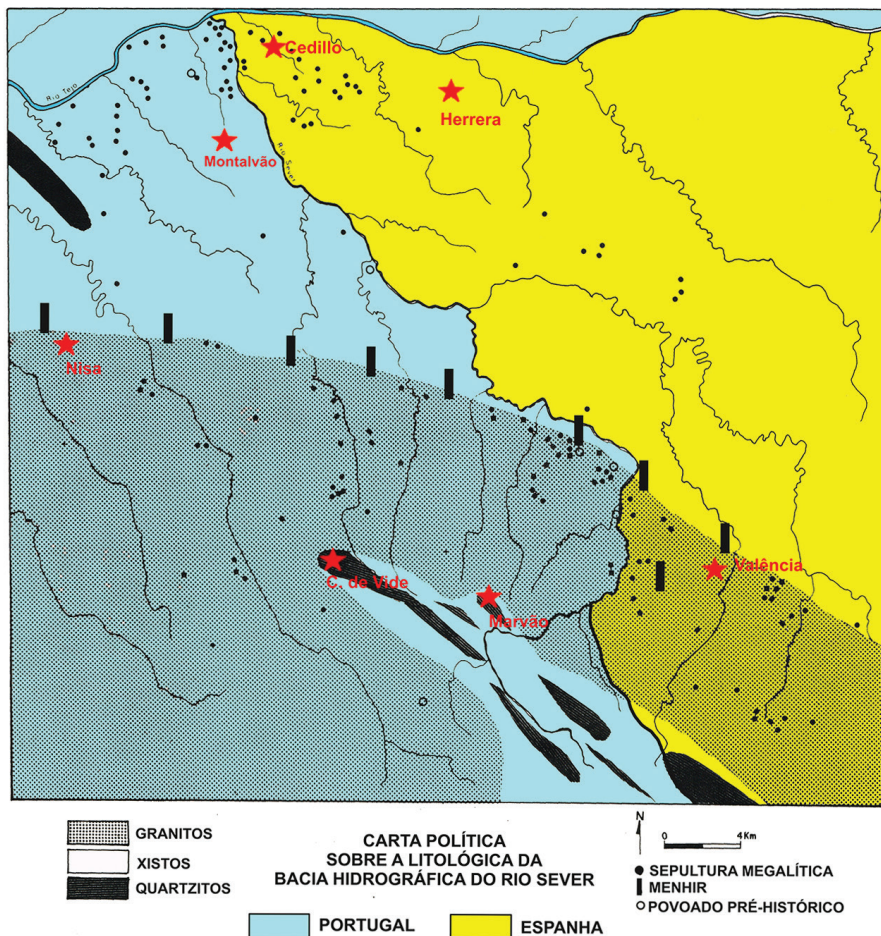 Cedillo
Herrera
Rio Tejo
Montalvão
Rio Sever
Nisa
C. de Vide
Valência
Marvão
GRANITOS
XISTOS
QUARTZITOS
CARTA POLÍTICA
SOBRE A LITOLÓGICA DA
BACIA HIDROGRÁFICA DO RIO SEVER
N
0 4Km
SEPULTURA MEGALÍTICA
MENHIR
POVOADO PRÉ-HISTÓRICO
PORTUGAL
ESPANHA